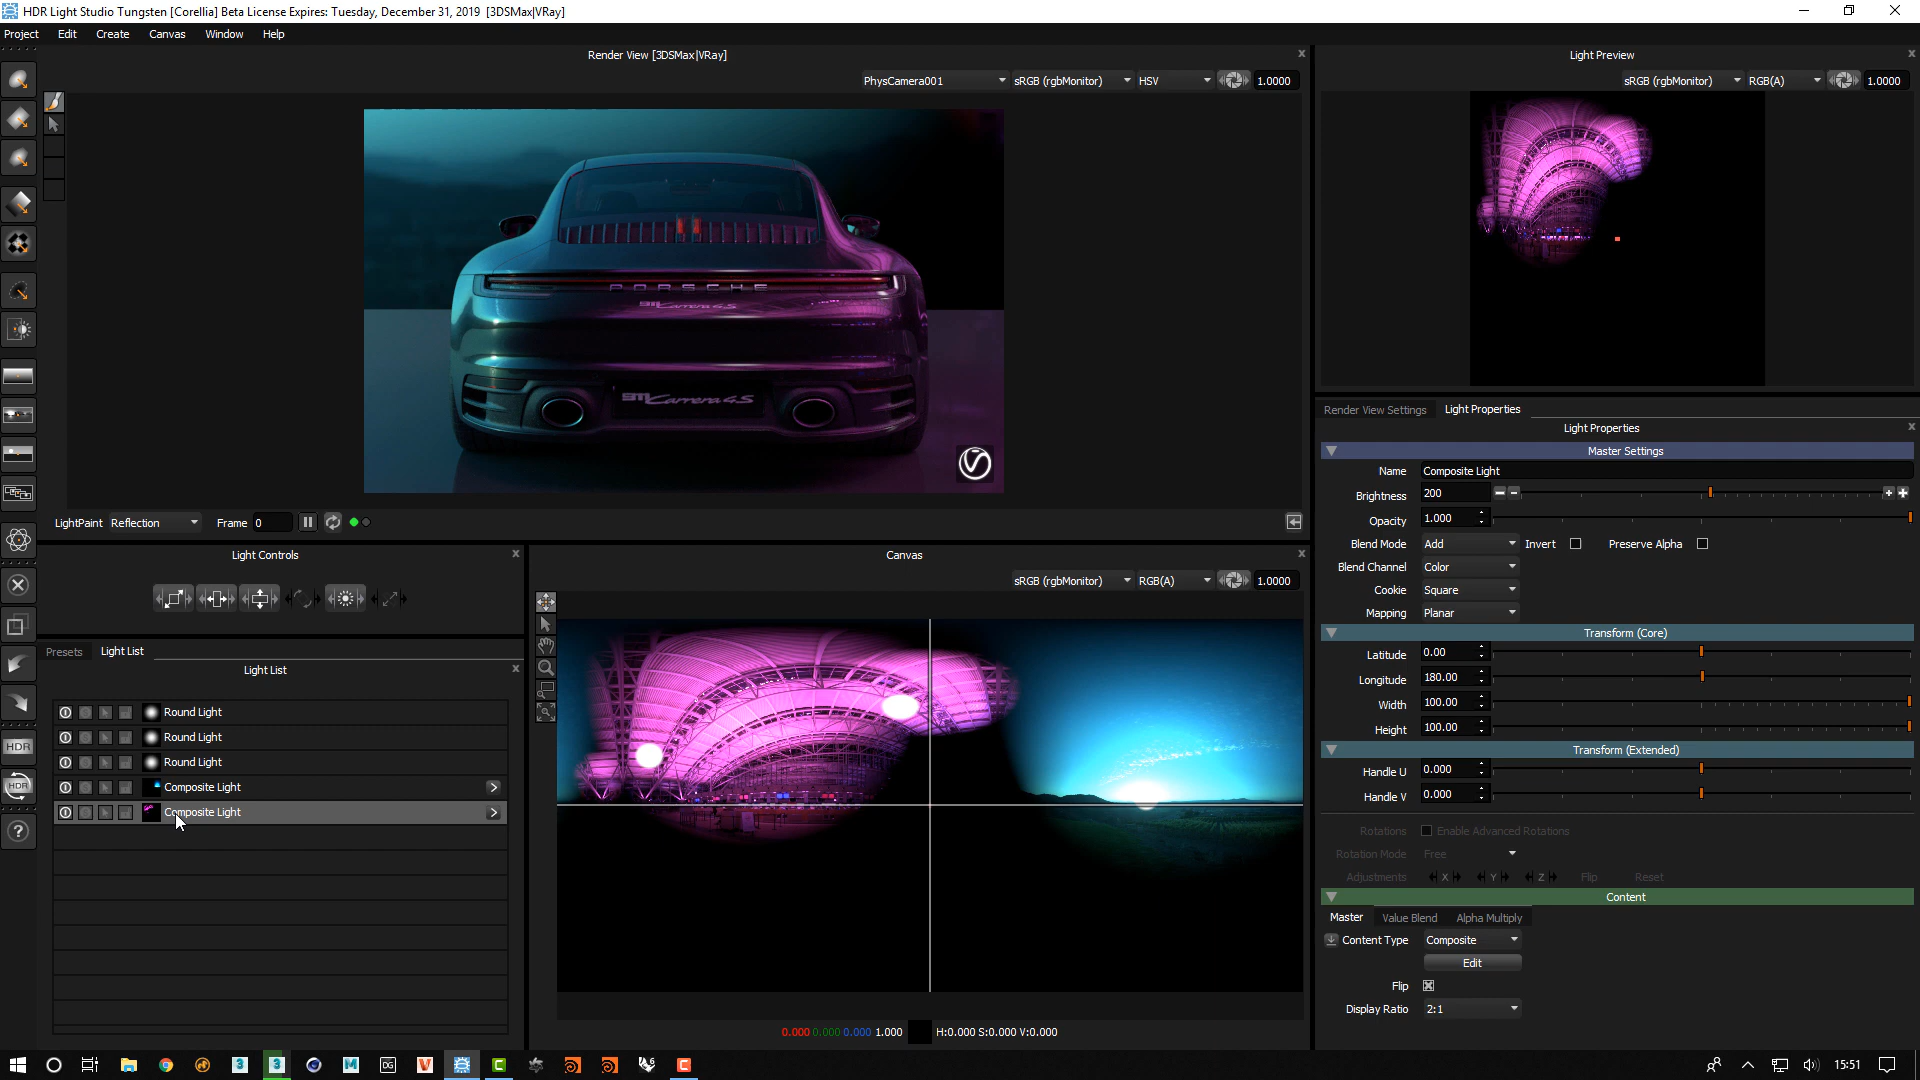 HDR Light Studio Tungsten [Corellia] Beta License Expires: Tuesday, December 31, 2019 [3DSMax|VRay]
Project Edit Create Canvas Window Help
Render View [3DSMax|VRay]
PhysCamera001 sRGB (rgbMonitor) HSV 1.0000
PORSCHE
911 Carrera 4S
911 Carrera 4S
LightPaint Reflection Frame 0
Light Controls
Presets Light List
Light List
Round Light
Round Light
Round Light
Composite Light
Composite Light
HDR
HDR
Canvas
sRGB (rgbMonitor) RGB(A) 1.0000
0.000 0.000 0.000 1.000 H:0.000 S:0.000 V:0.000
Light Preview
sRGB (rgbMonitor) RGB(A) 1.0000
Render View Settings Light Properties
Light Properties
Master Settings
Name Composite Light
Brightness 200
Opacity 1.000
Blend Mode Add Invert Preserve Alpha
Blend Channel Color
Cookie Square
Mapping Planar
Transform (Core)
Latitude 0.00
Longitude 180.00
Width 100.00
Height 100.00
Transform (Extended)
Handle U 0.000
Handle V 0.000
Rotations Enable Advanced Rotations
Rotation Mode Free
Adjustments X Y Z Flip Reset
Content
Master Value Blend Alpha Multiply
Content Type Composite
Edit
Flip
Display Ratio 2:1
3 3 M DG V C 6 C
15:51